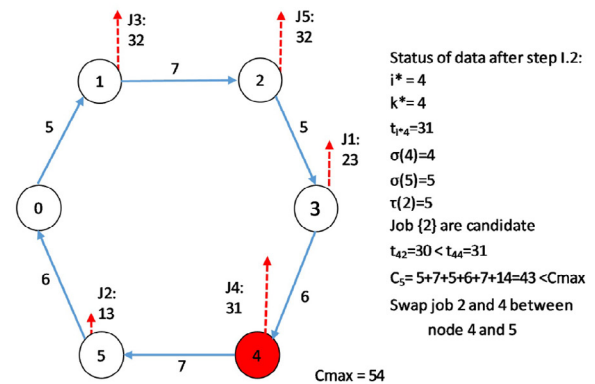 J3:
32
J5:
32
1
7
2
5
5
J1:
23
0
3
6
J2:
13
J4:
31
6
5
7
4
Cmax = 54
Status of data after step I.2:
i* = 4
k* = 4
tᵢ*₄=31
σ(4)=4
σ(5)=5
τ(2)=5
Job {2} are candidate
t₄₂=30 < t₄₄=31
C₅= 5+7+5+6+7+14=43 <Cmax
Swap job 2 and 4 between
node 4 and 5